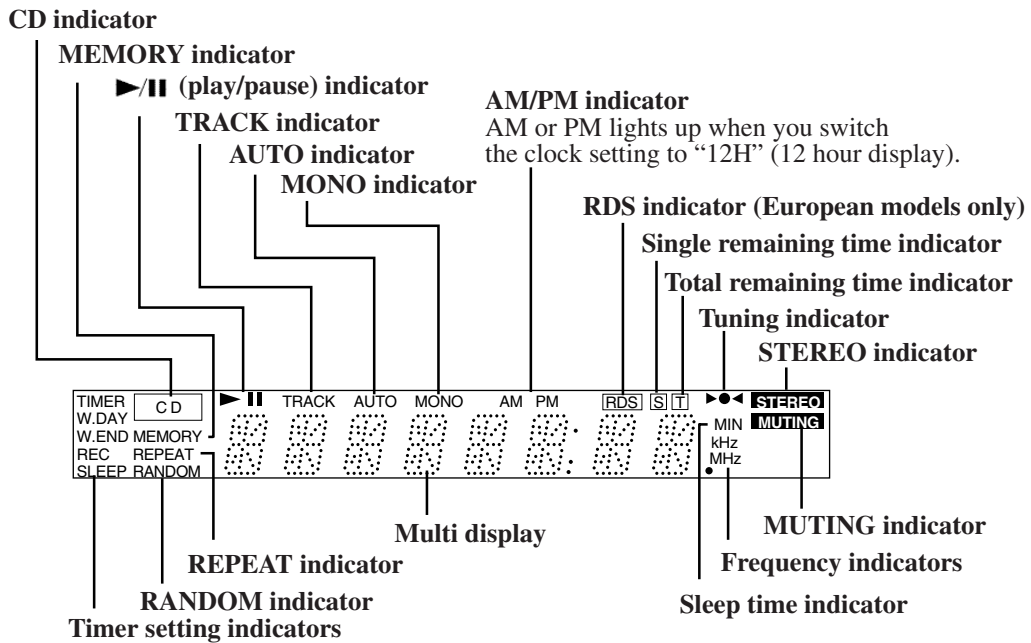 CD indicator
MEMORY indicator
►/II (play/pause) indicator
TRACK indicator
AUTO indicator
MONO indicator
AM/PM indicator
AM or PM lights up when you switch
the clock setting to “12H” (12 hour display).
RDS indicator (European models only)
Single remaining time indicator
Total remaining time indicator
Tuning indicator
STEREO indicator
TIMER
W.DAY
W.END
REC
SLEEP
CD
MEMORY
REPEAT
RANDOM
TRACK AUTO MONO AM PM RDS S T STEREO
MUTING
MIN
kHz
MHz
Multi display
REPEAT indicator
RANDOM indicator
Timer setting indicators
MUTING indicator
Frequency indicators
Sleep time indicator